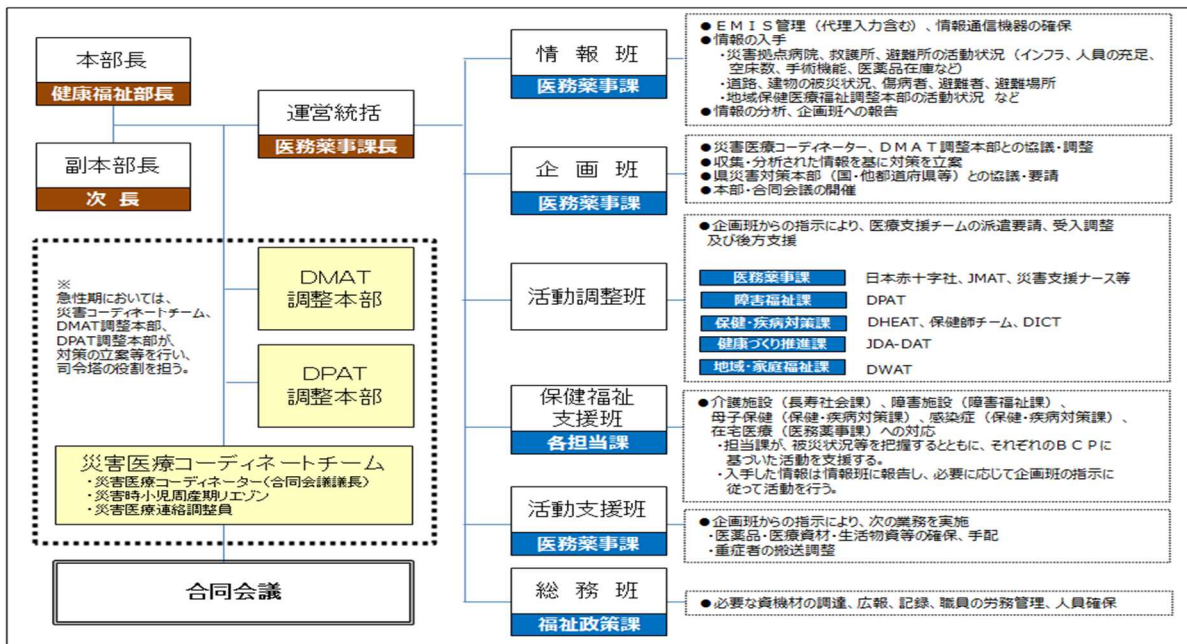 本部長
健康福祉部長
副本部長
次 長
運営統括
医務薬事課長
※
急性期においては、
災害コーディネートチーム、
DMAT調整本部、
DPAT調整本部が、
対策の立案等を行い、
司令塔の役割を担う。
DMAT
調整本部
DPAT
調整本部
災害医療コーディネートチーム
・災害医療コーディネーター(合同会議議長)
・災害時小児周産期リエゾン
・災害医療連絡調整員
合同会議
情 報 班
医務薬事課
●ＥＭＩＳ管理（代理入力含む）、情報通信機器の確保
●情報の入手
・災害拠点病院、救護所、避難所の活動状況（インフラ、人員の充足、
空床数、手術機能、医薬品在庫など）
・道路、建物の被災状況、傷病者、避難者、避難場所
・地域保健医療福祉調整本部の活動状況 など
●情報の分析、企画班への報告
企 画 班
医務薬事課
●災害医療コーディネーター、ＤＭＡＴ調整本部との協議・調整
●収集・分析された情報を基に対策を立案
●県災害対策本部（国・他都道府県等）との協議・要請
●本部・合同会議の開催
活動調整班
●企画班からの指示により、医療支援チームの派遣要請、受入調整
及び後方支援
医務薬事課 日本赤十字社、JMAT、災害支援ナース等
障害福祉課 DPAT
保健・疾病対策課 DHEAT、保健師チーム、DICT
健康づくり推進課 JDA-DAT
地域・家庭福祉課 DWAT
保健福祉
支援班
各担当課
●介護施設（長寿社会課）、障害施設（障害福祉課）、
母子保健（保健・疾病対策課）、感染症（保健・疾病対策課）、
在宅医療（医務薬事課）への対応
・担当課が、被災状況等を把握するとともに、それぞれのＢＣＰに
基づいた活動を支援する。
・入手した情報は情報班に報告し、必要に応じて企画班の指示に
従って活動を行う。
活動支援班
医務薬事課
●企画班からの指示により、次の業務を実施
・医薬品・医療資材・生活物資等の確保、手配
・重症者の搬送調整
総 務 班
福祉政策課
●必要な資機材の調達、広報、記録、職員の労務管理、人員確保